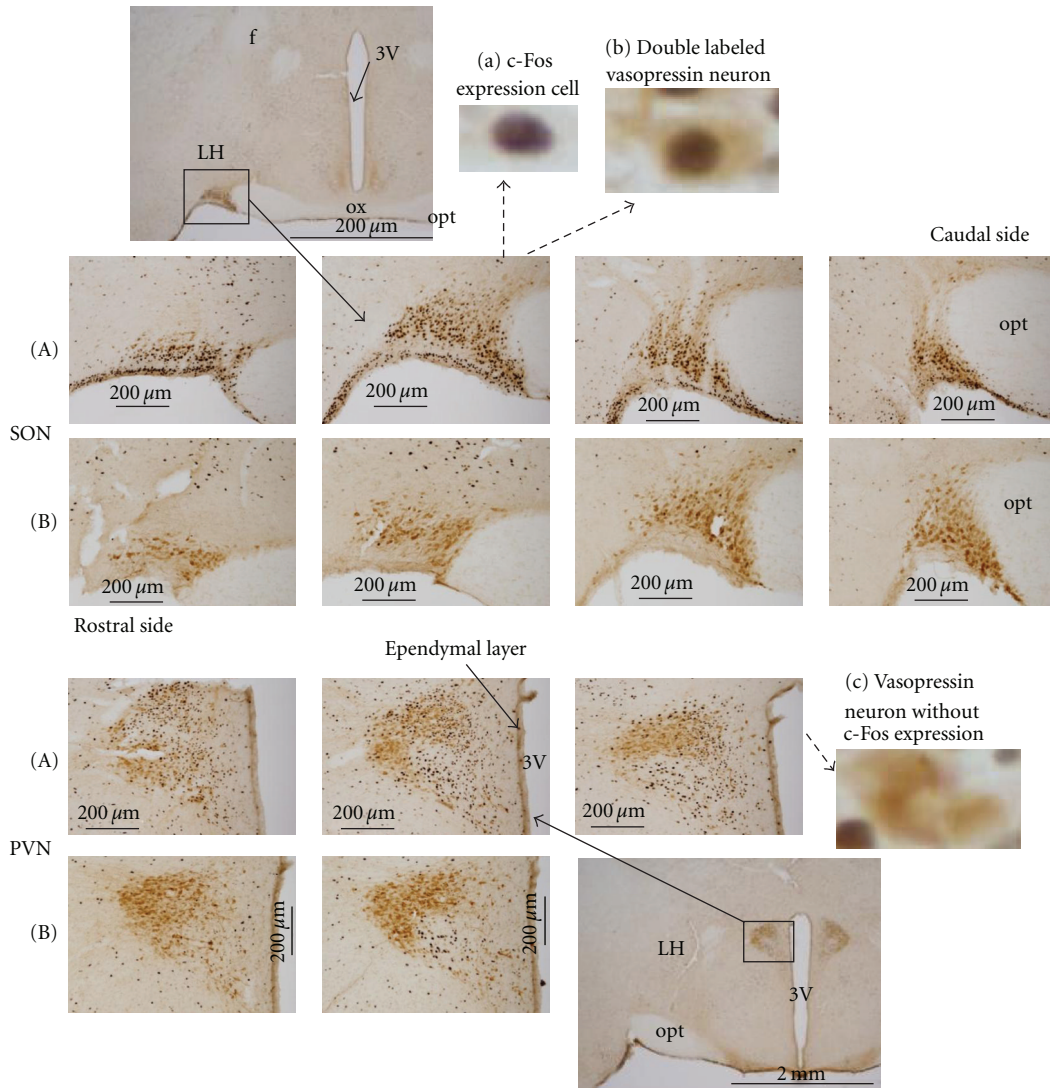 f
3V
LH
ox
200 µm
opt
(a) c-Fos
expression cell
(b) Double labeled
vasopressin neuron
Caudal side
(A)
200 µm
200 µm
200 µm
opt
200 µm
SON
(B)
200 µm
200 µm
200 µm
opt
200 µm
Rostral side
Ependymal layer
(c) Vasopressin
neuron without
c-Fos expression
(A)
200 µm
200 µm
3V
200 µm
PVN
(B)
200 µm
200 µm
LH
3V
opt
2 mm